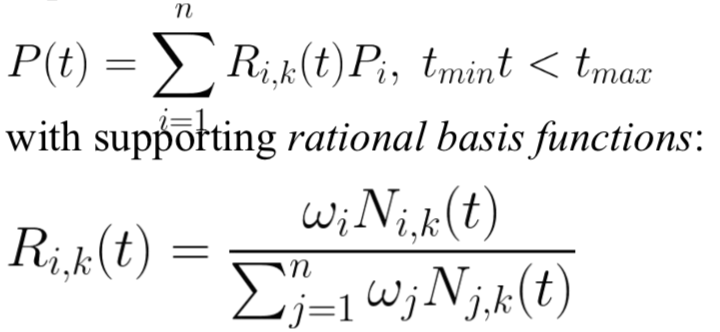 P(t) = \sum_{i=1}^{n} R_{i,k}(t)P_i, t_{min}t < t_{max}
with supporting rational basis functions:
R_{i,k}(t) = \frac{\omega_i N_{i,k}(t)}{\sum_{j=1}^{n} \omega_j N_{j,k}(t)}